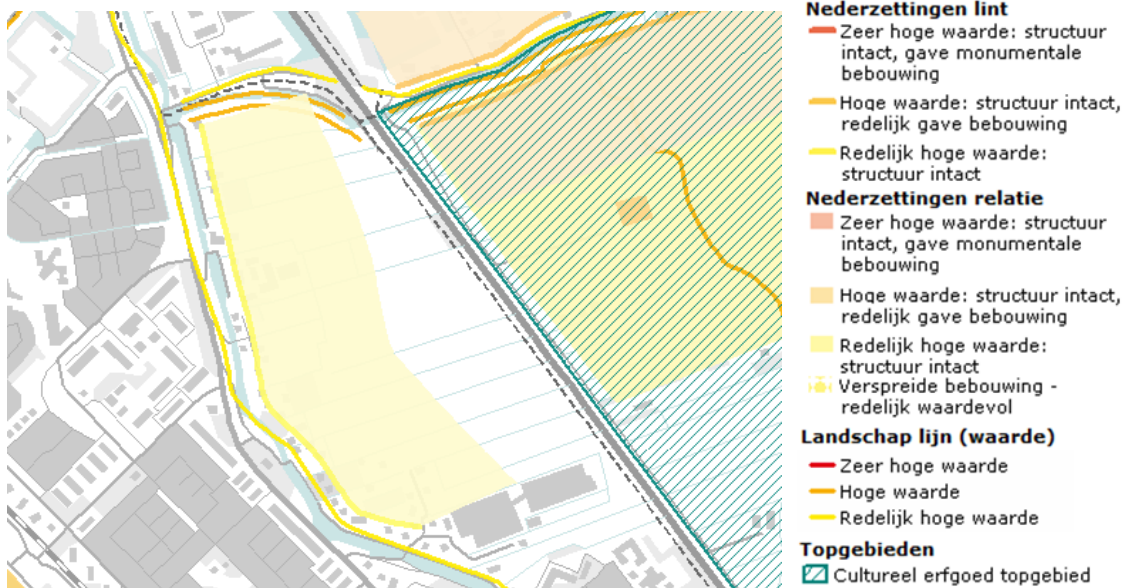 Nederzettingen lint
Zeer hoge waarde: structuur
intact, gave monumentale
bebouwing
Hoge waarde: structuur intact,
redelijk gave bebouwing
Redelijk hoge waarde:
structuur intact
Nederzettingen relatie
Zeer hoge waarde: structuur
intact, gave monumentale
bebouwing
Hoge waarde: structuur intact,
redelijk gave bebouwing
Redelijk hoge waarde:
structuur intact
Verspreide bebouwing -
redelijk waardevol
Landschap lijn (waarde)
Zeer hoge waarde
Hoge waarde
Redelijk hoge waarde
Topgebieden
Cultureel erfgoed topgebied